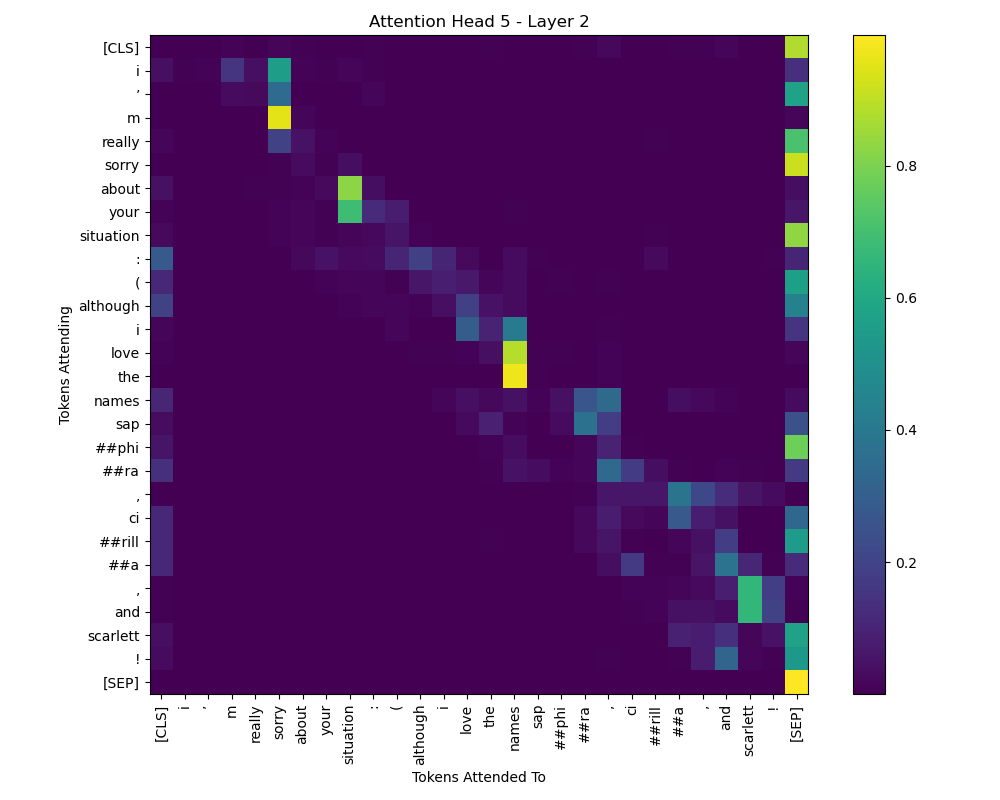 Attention Head 5 - Layer 2
Tokens Attending
[CLS]
i
’
m
really
sorry
about
your
situation
:
(
although
i
love
the
names
sap
##phi
##ra
,
ci
##rill
##a
,
and
scarlett
!
[SEP]
[CLS]
i
’
m
really
sorry
about
your
situation
:
(
although
i
love
the
names
sap
##phi
##ra
,
ci
##rill
##a
,
and
scarlett
!
[SEP]
Tokens Attended To
0.8
0.6
0.4
0.2